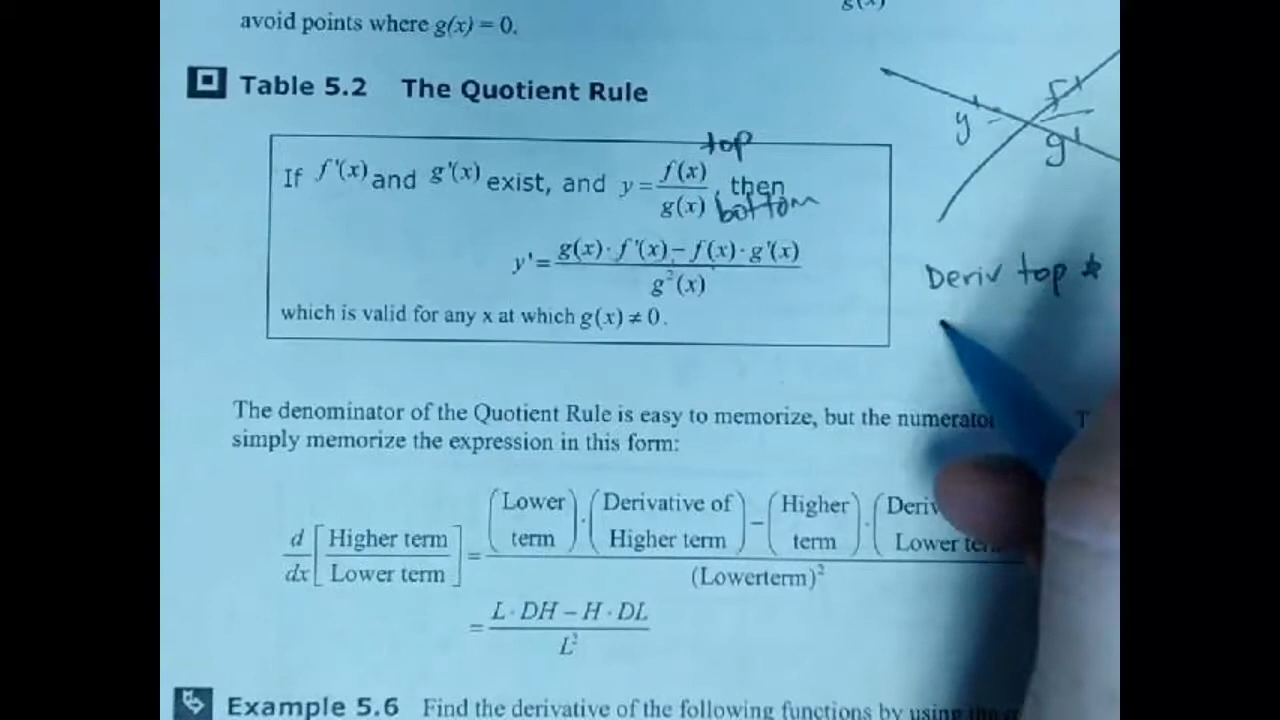 g(x)
avoid points where g(x) = 0.
Table 5.2 The Quotient Rule
y' = f' / g'
top
If f'(x) and g'(x) exist, and y = f(x) / g(x), then
bottom
y' = g(x) · f'(x) − f(x) · g'(x) / g²(x)
which is valid for any x at which g(x) ≠ 0.
Deriv top *
The denominator of the Quotient Rule is easy to memorize, but the numerator
simply memorize the expression in this form:
d/dx [Higher term / Lower term] = (Lower term) · (Derivative of Higher term) − (Higher term) · (Deriv Lower / (Lowerterm)²
= L · DH − H · DL / L²
Example 5.6 Find the derivative of the following functions by using